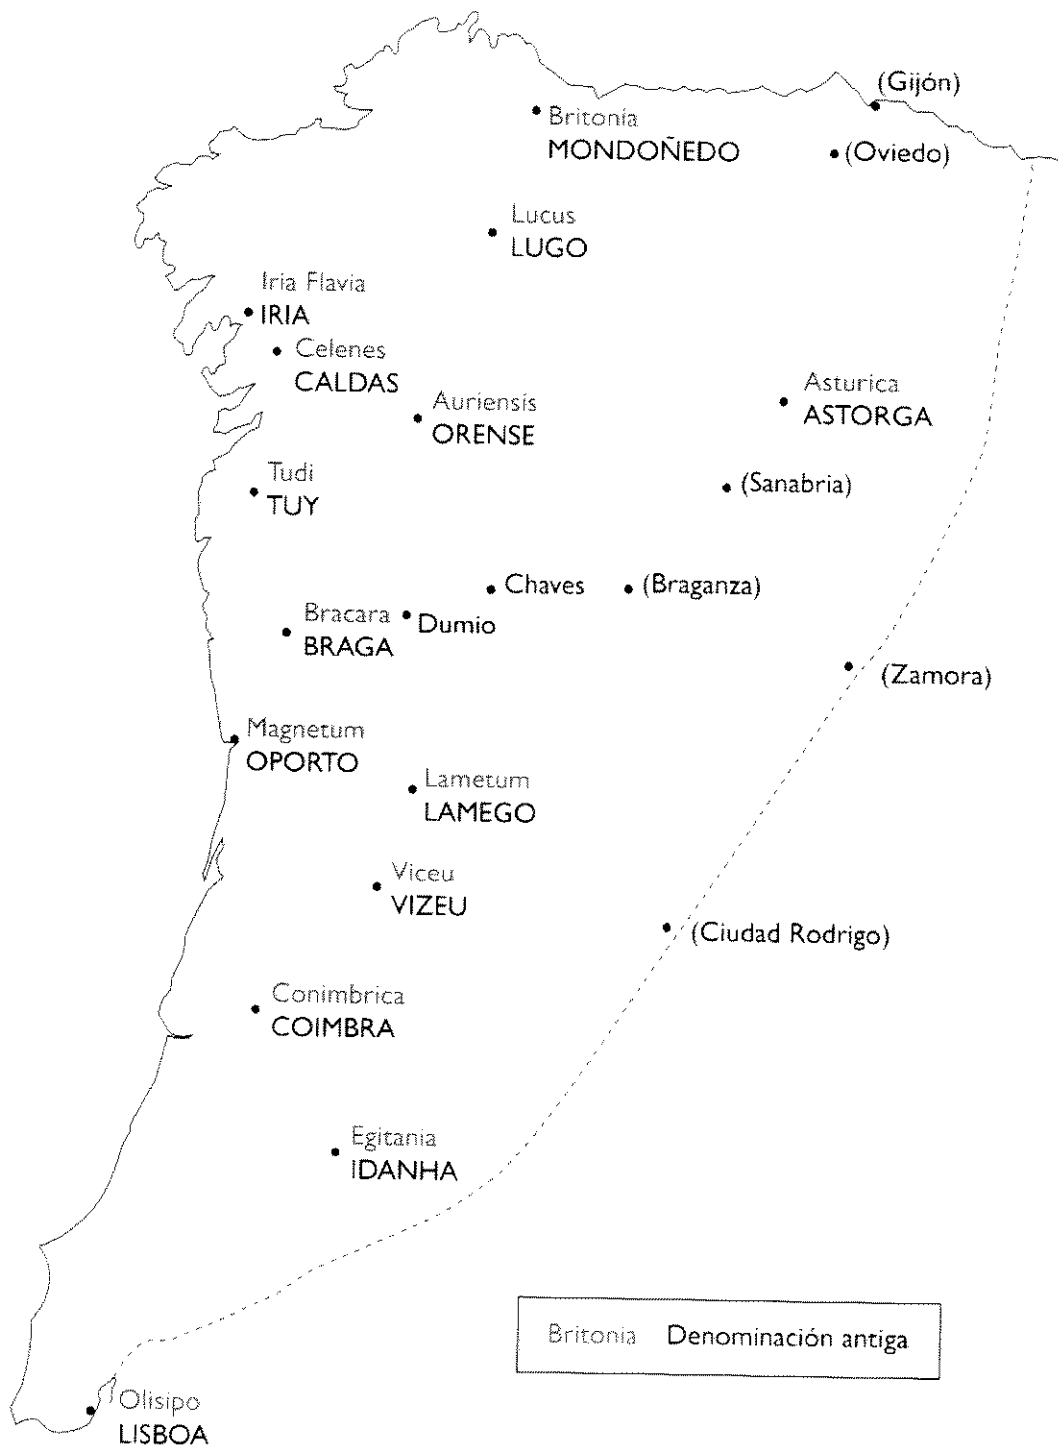 (Gijón)
Britonía
MONDOÑEDO
(Oviedo)
Lucus
LUGO
Iria Flavia
IRIA
Celenes
CALDAS
Asturica
ASTORGA
Auriensis
ORENSE
Tudi
TUY
(Sanabria)
Chaves
(Braganza)
Bracara
BRAGA
Dumio
(Zamora)
Magnetum
OPORTO
Lametum
LAMEGO
Viceu
VIZEU
(Ciudad Rodrigo)
Conimbrica
COIMBRA
Egitania
IDANHA
Britonia Denominación antiga
Olisipo
LISBOA